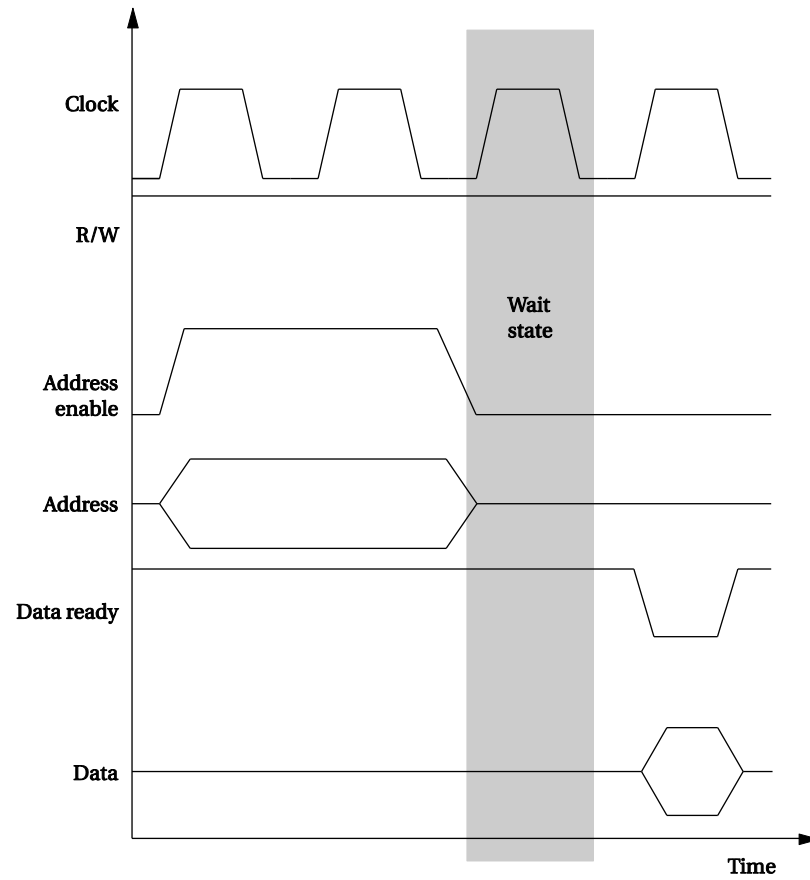 Clock
R/W
Wait
state
Address
enable
Address
Data ready
Data
Time